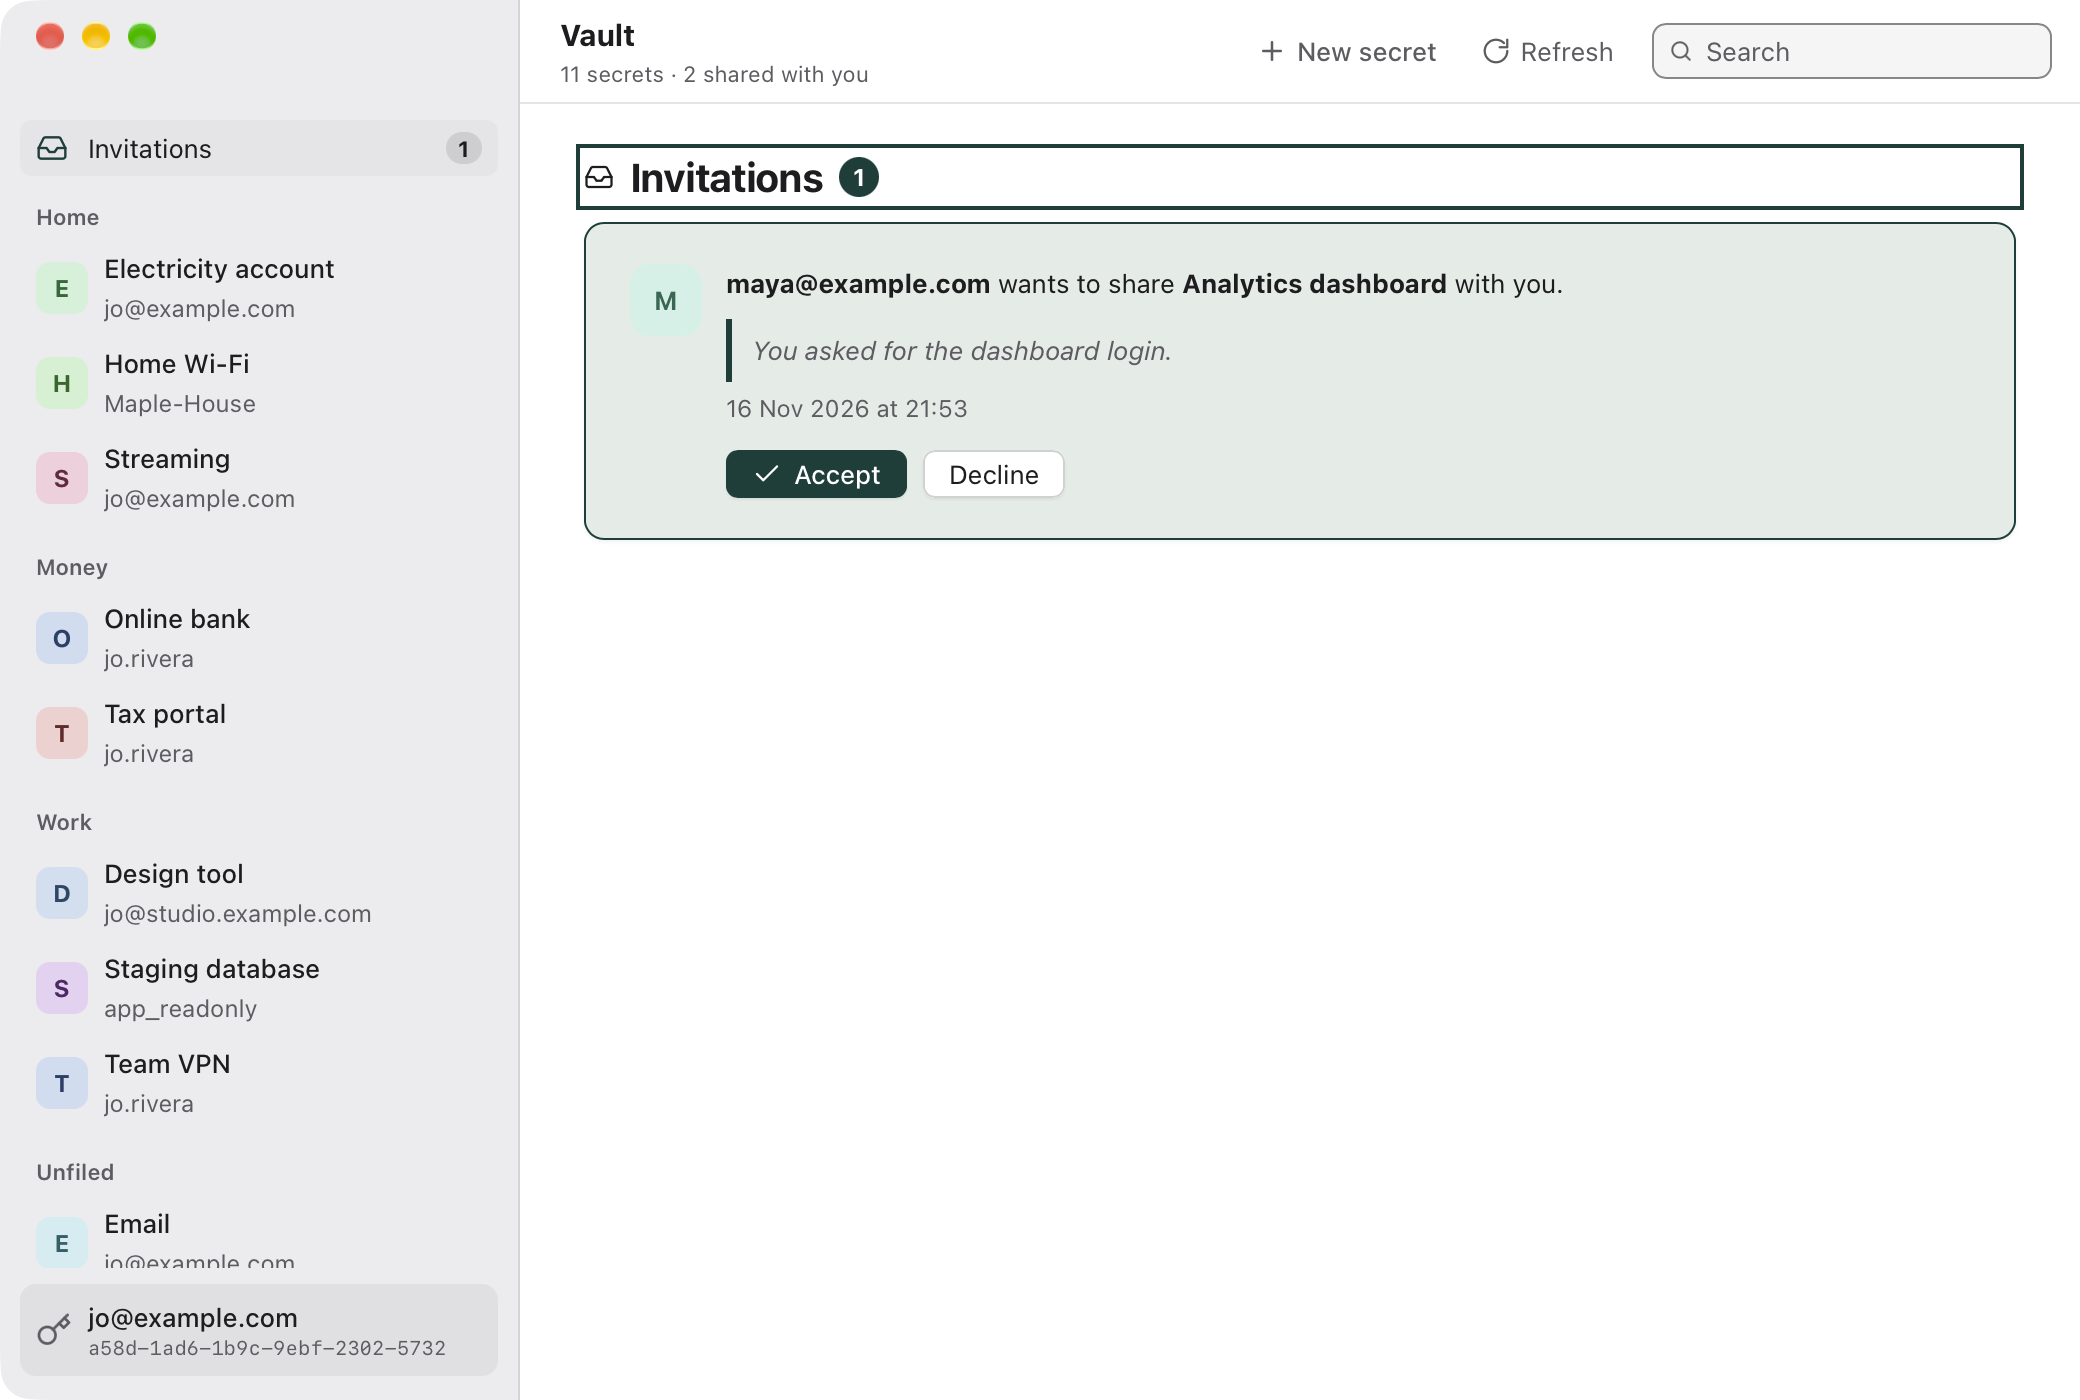 Invitations
1
Home
E
Electricity account
jo@example.com
H
Home Wi-Fi
Maple-House
S
Streaming
jo@example.com
Money
O
Online bank
jo.rivera
T
Tax portal
jo.rivera
Work
D
Design tool
jo@studio.example.com
S
Staging database
app_readonly
T
Team VPN
jo.rivera
Unfiled
E
Email
jo@example.com
jo@example.com
a58d-1ad6-1b9c-9ebf-2302-5732
Vault
11 secrets · 2 shared with you
New secret
Refresh
Search
Invitations 1
M
maya@example.com wants to share Analytics dashboard with you.
You asked for the dashboard login.
16 Nov 2026 at 21:53
Accept
Decline